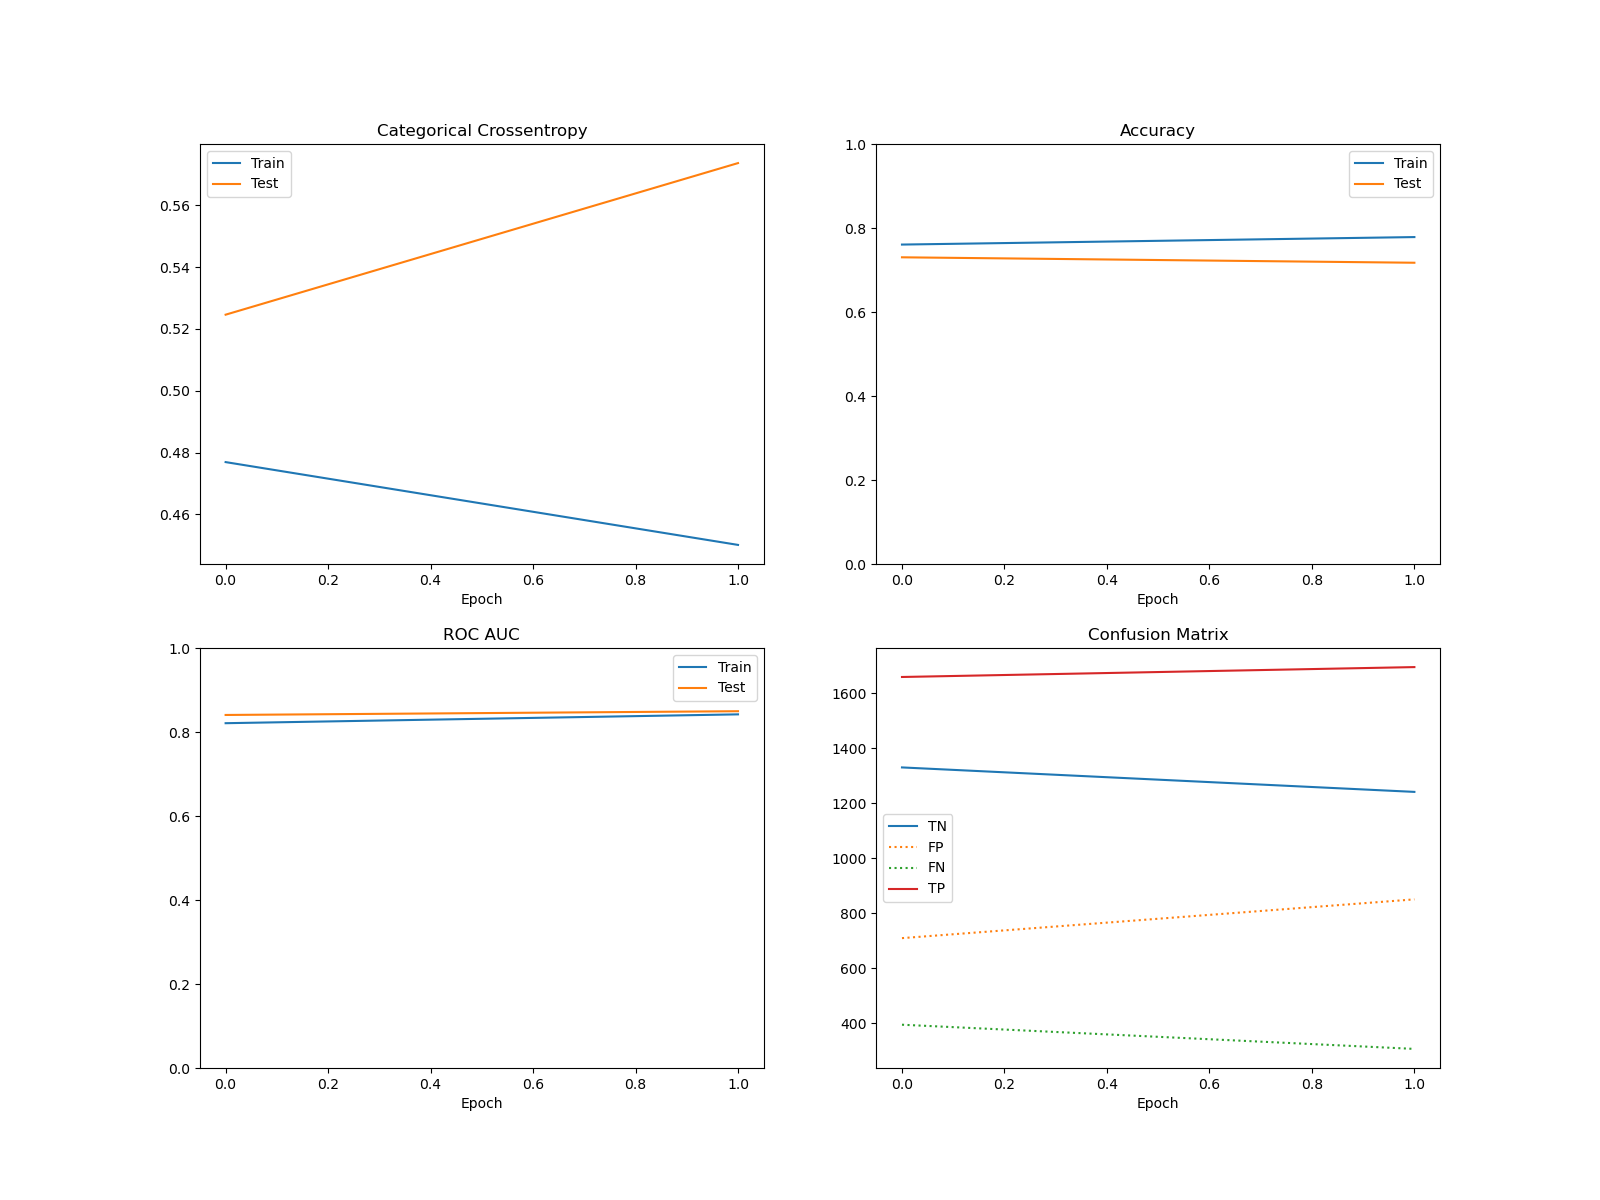 Categorical Crossentropy
Train
Test
0.56
0.54
0.52
0.50
0.48
0.46
0.0 0.2 0.4 0.6 0.8 1.0
Epoch
Accuracy
Train
Test
1.0
0.8
0.6
0.4
0.2
0.0
0.0 0.2 0.4 0.6 0.8 1.0
Epoch
ROC AUC
Train
Test
1.0
0.8
0.6
0.4
0.2
0.0
0.0 0.2 0.4 0.6 0.8 1.0
Epoch
Confusion Matrix
1600
1400
1200
1000
800
600
400
TN
FP
FN
TP
0.0 0.2 0.4 0.6 0.8 1.0
Epoch